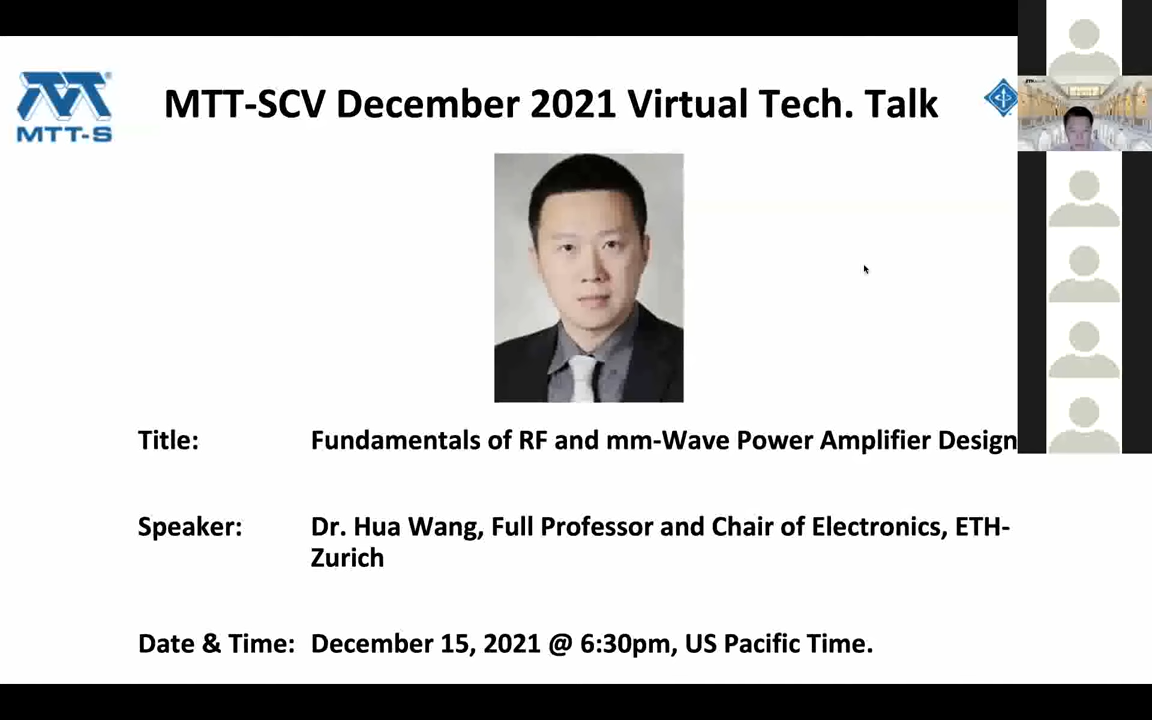 MTT-SCV December 2021 Virtual Tech. Talk
MTT-S
Title: Fundamentals of RF and mm-Wave Power Amplifier Design
Speaker: Dr. Hua Wang, Full Professor and Chair of Electronics, ETH-
Zurich
Date & Time: December 15, 2021 @ 6:30pm, US Pacific Time.